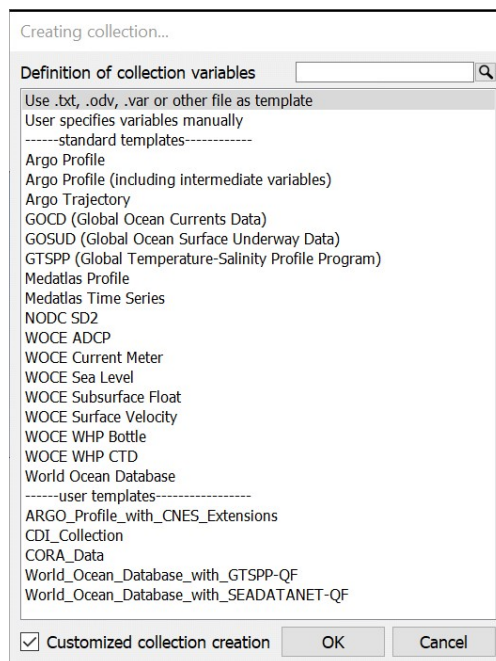 Creating collection...
Definition of collection variables
Use .txt, .odv, .var or other file as template
User specifies variables manually
------standard templates------------
Argo Profile
Argo Profile (including intermediate variables)
Argo Trajectory
GOCD (Global Ocean Currents Data)
GOSUD (Global Ocean Surface Underway Data)
GTSPP (Global Temperature-Salinity Profile Program)
Medatlas Profile
Medatlas Time Series
NODC SD2
WOCE ADCP
WOCE Current Meter
WOCE Sea Level
WOCE Subsurface Float
WOCE Surface Velocity
WOCE WHP Bottle
WOCE WHP CTD
World Ocean Database
------user templates-----------------
ARGO_Profile_with_CNES_Extensions
CDI_Collection
CORA_Data
World_Ocean_Database_with_GTSPP-QF
World_Ocean_Database_with_SEADATANET-QF
Customized collection creation OK Cancel